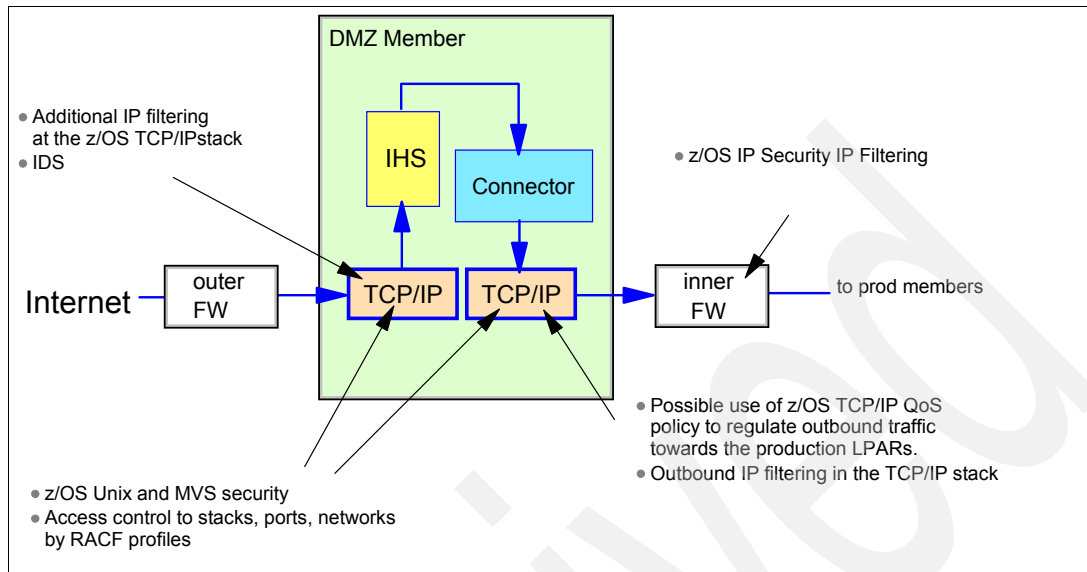 DMZ Member
● Additional IP filtering
at the z/OS TCP/IPstack
● IDS
IHS
Connector
● z/OS IP Security IP Filtering
Internet
outer
FW
TCP/IP
TCP/IP
inner
FW
to prod members
● Possible use of z/OS TCP/IP QoS
policy to regulate outbound traffic
towards the production LPARs.
● Outbound IP filtering in the TCP/IP stack
● z/OS Unix and MVS security
● Access control to stacks, ports, networks
by RACF profiles